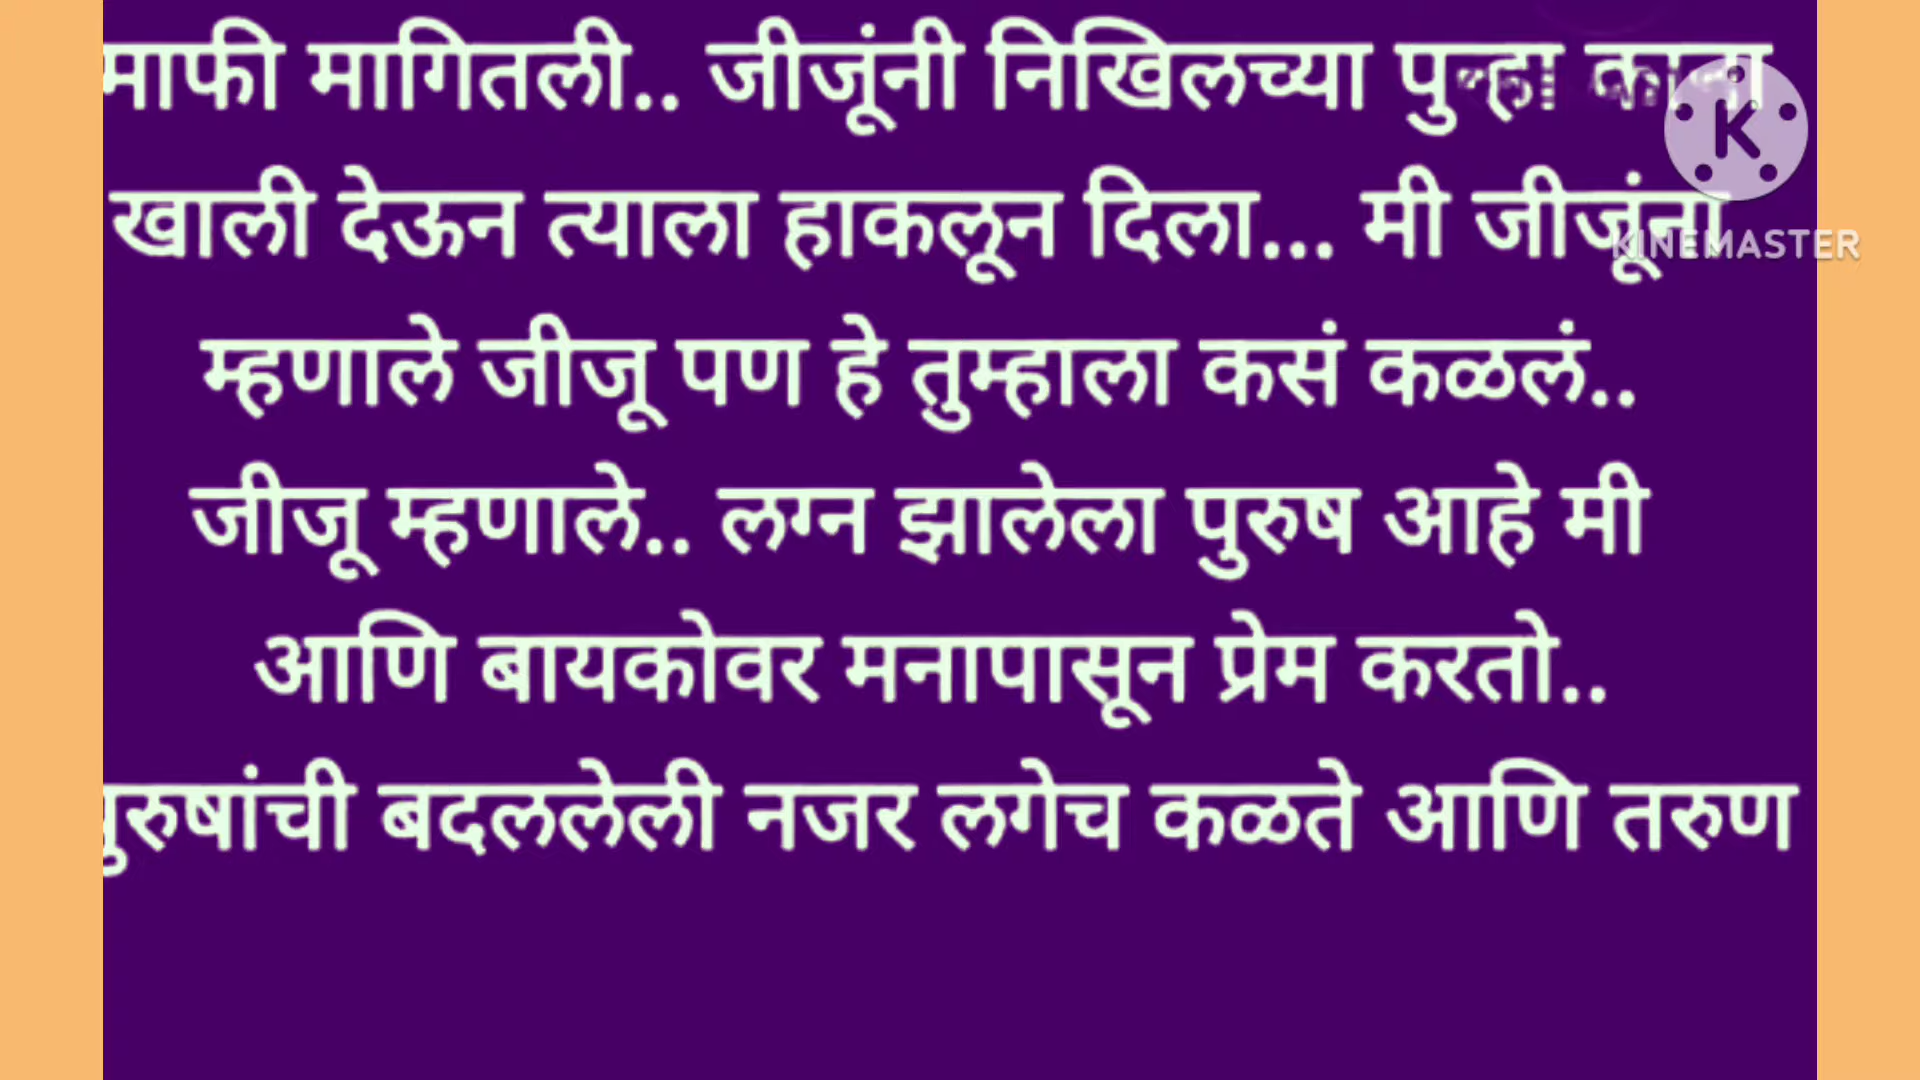 माफी मागितली.. जीजूंनी निखिलच्या पुन्हा
खाली देऊन त्याला हाकलून दिला... मी जीजूंना
म्हणाले जीजू पण हे तुम्हाला कसं कळलं..
जीजू म्हणाले.. लग्न झालेला पुरुष आहे मी
आणि बायकोवर मनापासून प्रेम करतो..
पुरुषांची बदललेली नजर लगेच कळते आणि तरुण
K
KINEMASTER